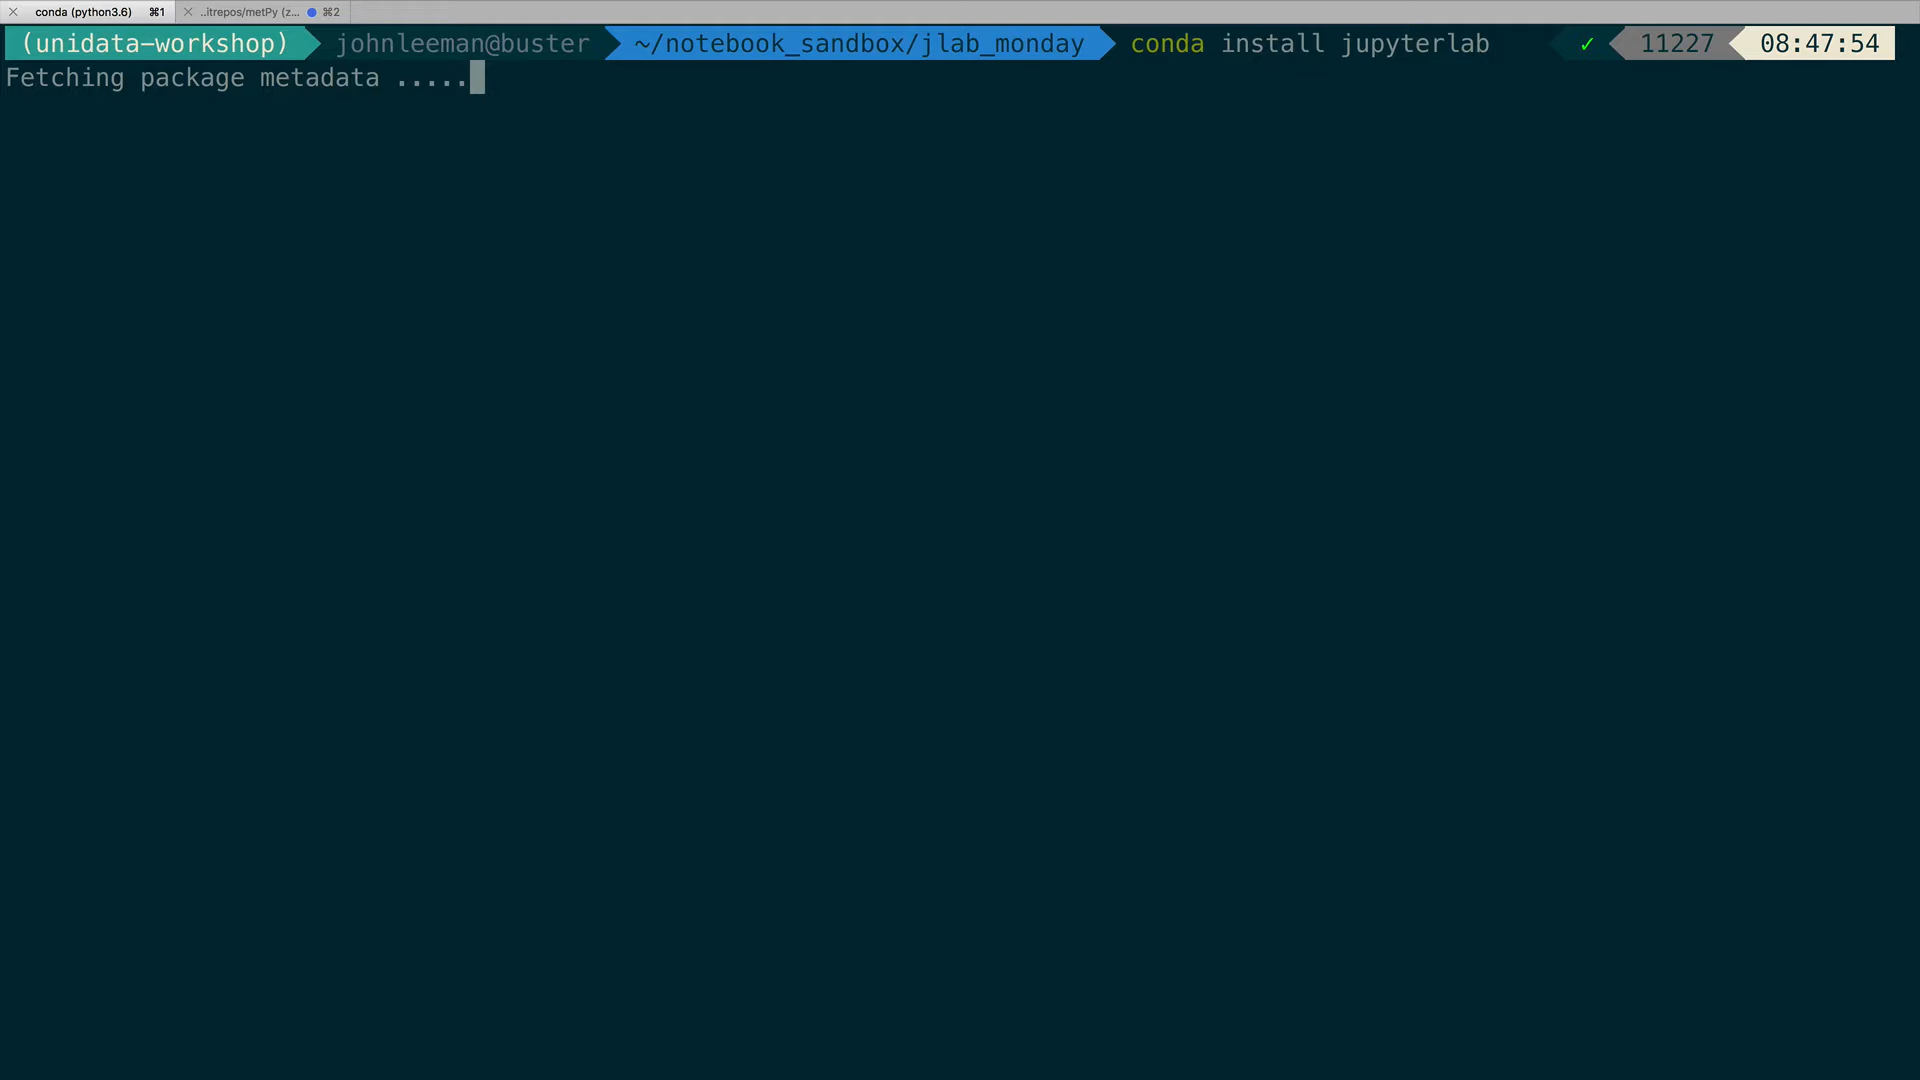 conda (python3.6) ⌘1 ..itrepos/metPy (z... ⌘2
(unidata-workshop) johnleeman@buster ~/notebook_sandbox/jlab_monday conda install jupyterlab ✓ 11227 08:47:54
Fetching package metadata .....